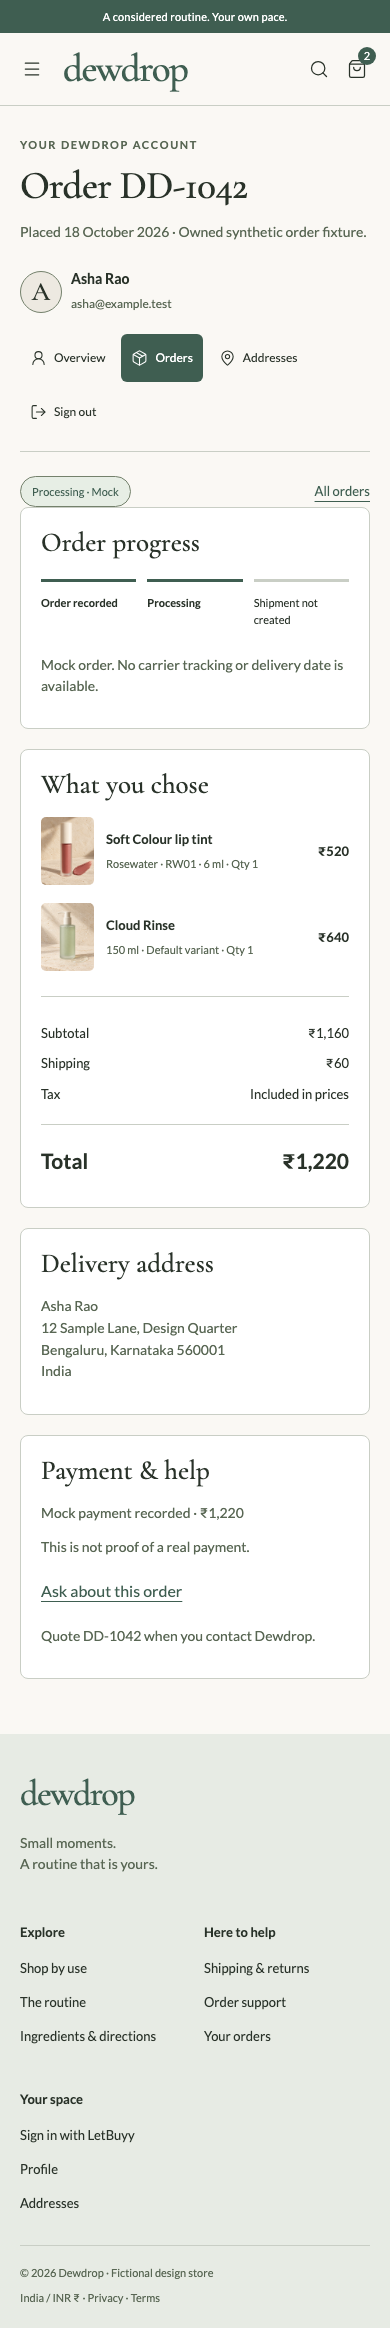 A considered routine. Your own pace.
dewdrop
2
YOUR DEWDROP ACCOUNT
Order DD-1042
Placed 18 October 2026 · Owned synthetic order fixture.
A
Asha Rao
asha@example.test
Overview
Orders
Addresses
Sign out
Processing · Mock
All orders
Order progress
Order recorded
Processing
Shipment not
created
Mock order. No carrier tracking or delivery date is
available.
What you chose
Soft Colour lip tint
Rosewater · RW01 · 6 ml · Qty 1
₹520
Cloud Rinse
150 ml · Default variant · Qty 1
₹640
Subtotal ₹1,160
Shipping ₹60
Tax Included in prices
Total ₹1,220
Delivery address
Asha Rao
12 Sample Lane, Design Quarter
Bengaluru, Karnataka 560001
India
Payment & help
Mock payment recorded · ₹1,220
This is not proof of a real payment.
Ask about this order
Quote DD-1042 when you contact Dewdrop.
dewdrop
Small moments.
A routine that is yours.
Explore
Shop by use
The routine
Ingredients & directions
Here to help
Shipping & returns
Order support
Your orders
Your space
Sign in with LetBuyy
Profile
Addresses
© 2026 Dewdrop · Fictional design store
India / INR ₹ · Privacy · Terms